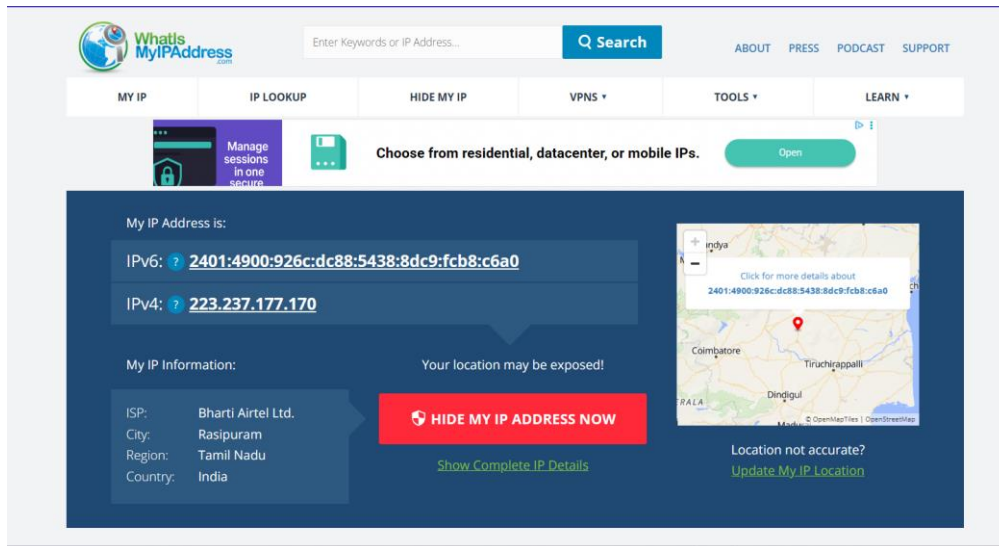 WhatIs
MyIPAddress
.com
Enter Keywords or IP Address...
Search
ABOUT PRESS PODCAST SUPPORT
MY IP IP LOOKUP HIDE MY IP VPNS TOOLS LEARN
Manage
sessions
in one
secure
Choose from residential, datacenter, or mobile IPs.
Open
My IP Address is:
IPv6: ? 2401:4900:926c:dc88:5438:8dc9:fcb8:c6a0
IPv4: ? 223.237.177.170
My IP Information:
ISP: Bharti Airtel Ltd.
City: Rasipuram
Region: Tamil Nadu
Country: India
Your location may be exposed!
HIDE MY IP ADDRESS NOW
Show Complete IP Details
+
−
Click for more details about
2401:4900:926c:dc88:5438:8dc9:fcb8:c6a0
Coimbatore
Tiruchirappalli
Dindigul
© OpenMapTiles | OpenStreetMap
Location not accurate?
Update My IP Location